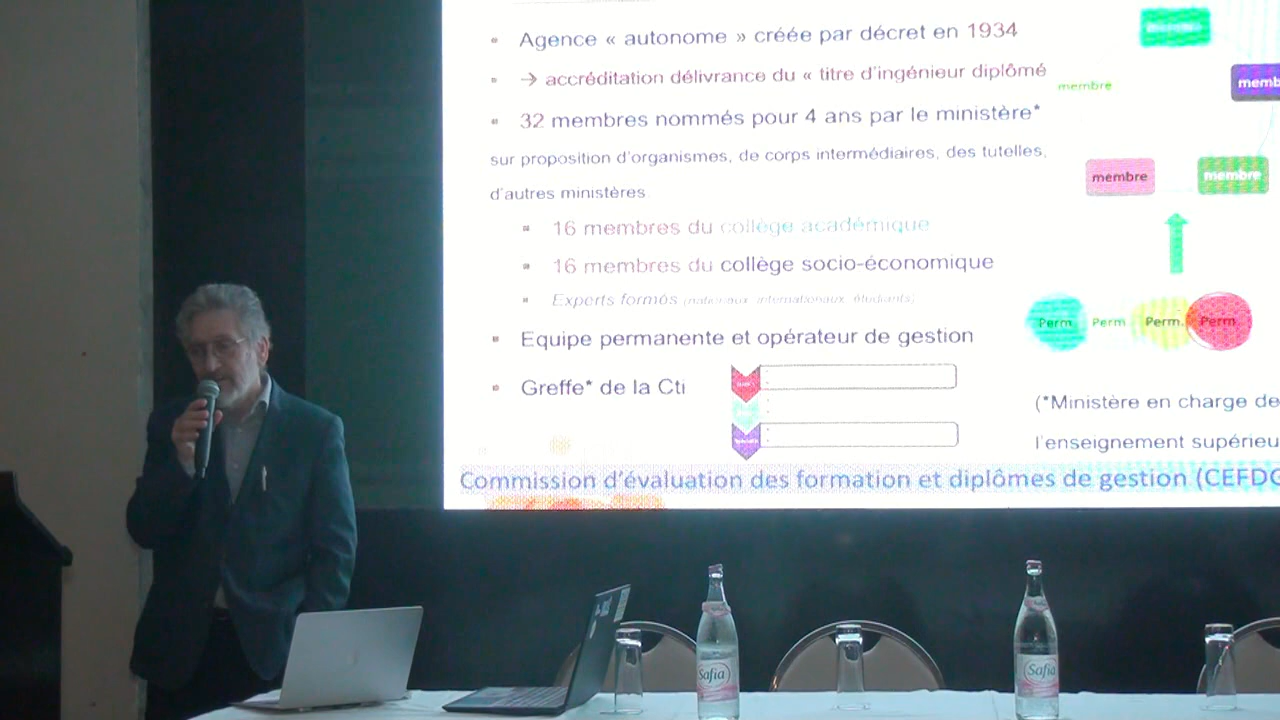 Agence « autonome » créée par décret en 1934
→ accréditation délivrance du « titre d'ingénieur diplômé
32 membres nommés pour 4 ans par le ministère*
sur proposition d'organismes, de corps intermédiaires, des tutelles,
d'autres ministères
16 membres du collège académique
16 membres du collège socio-économique
Experts formés (nationaux, internationaux, étudiants)
Equipe permanente et opérateur de gestion
Greffe* de la Cti
membre
memb
membre
membre
Perm
Perm
Perm.
Perm.
(*Ministère en charge de
l'enseignement supérieu
Commission d'évaluation des formation et diplômes de gestion (CEFDG
Safia
Safia